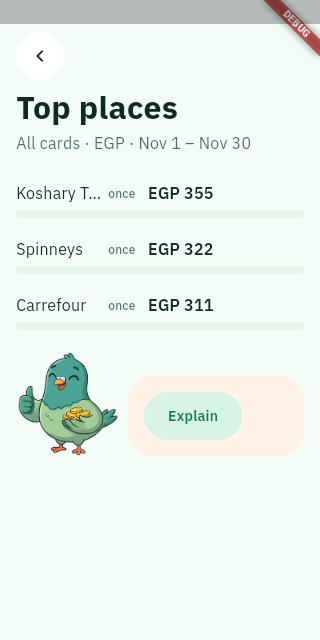 DEBUG
Top places
All cards · EGP · Nov 1 – Nov 30
Koshary T... once EGP 355
Spinneys once EGP 322
Carrefour once EGP 311
Explain